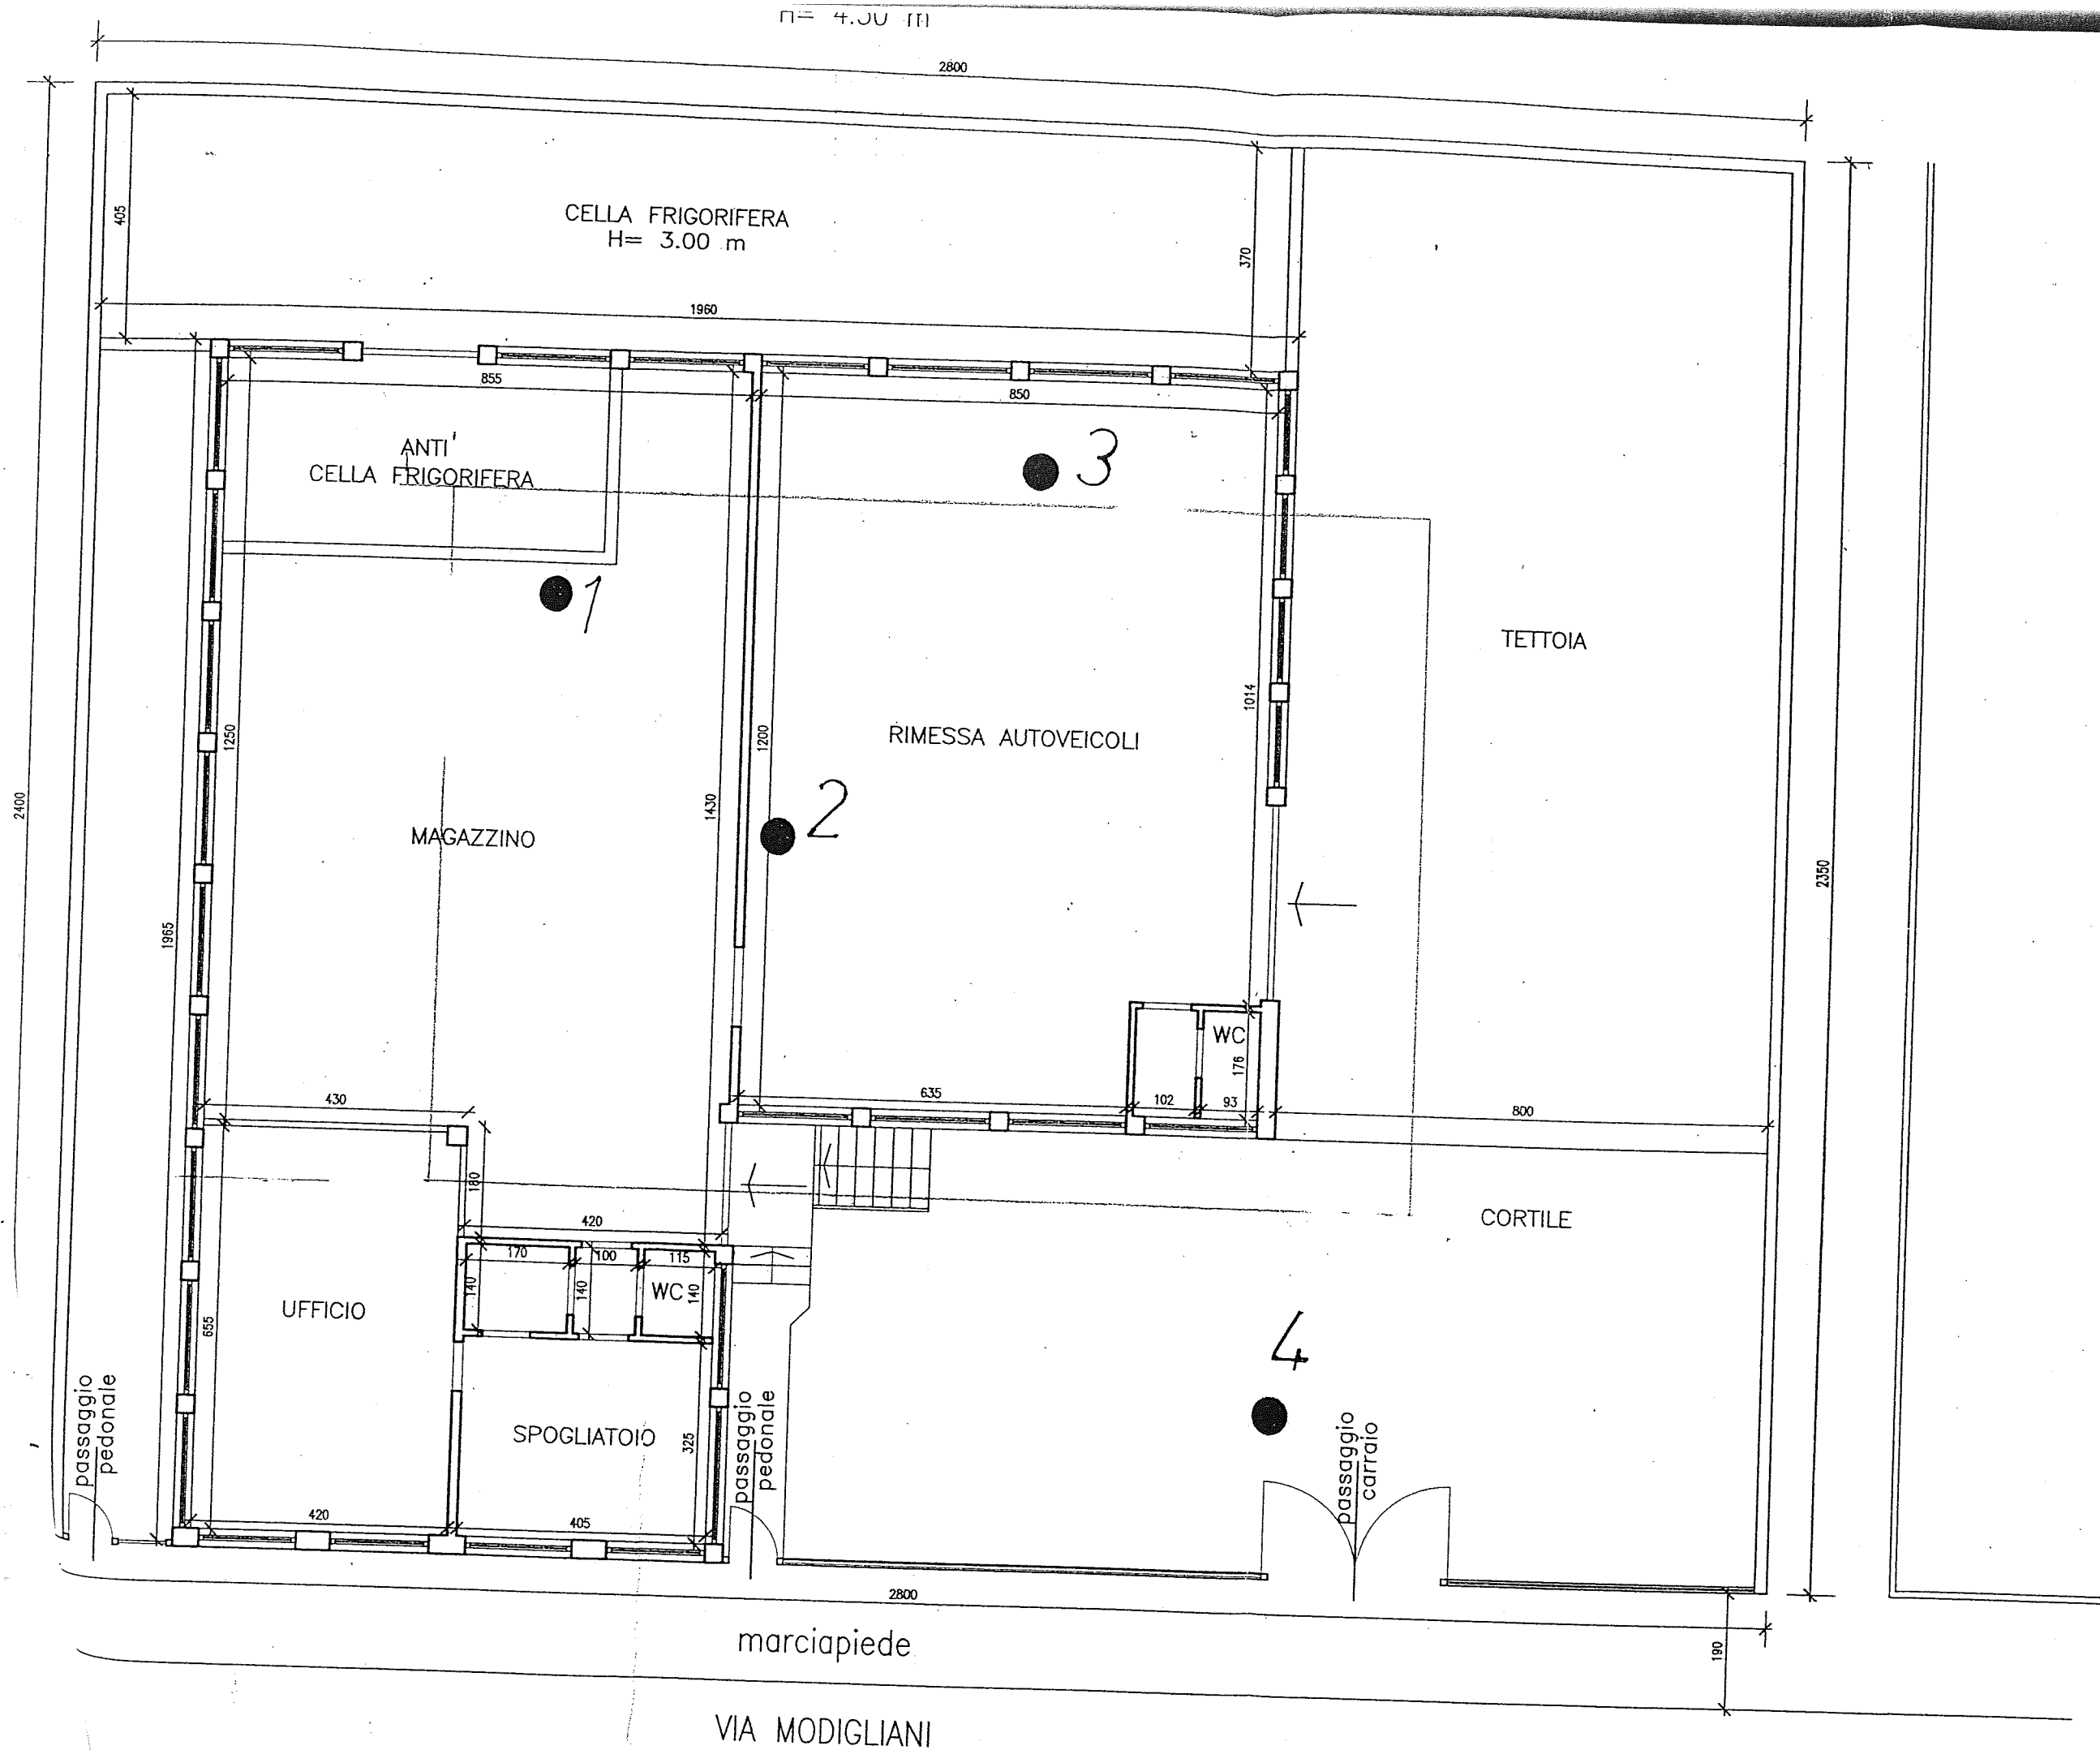 h= 4.50 m
2800
405
CELLA FRIGORIFERA
H= 3.00 m
370
1960
855
850
ANTI'
CELLA FRIGORIFERA
3
1
TETTOIA
1014
1250
1200
RIMESSA AUTOVEICOLI
2400
1430
2
MAGAZZINO
2350
1965
WC
176
430
635
102
93
800
180
420
CORTILE
170
100
115
140
140
WC
140
UFFICIO
655
4
passaggio
pedonale
SPOGLIATOIO
325
passaggio
pedonale
passaggio
carraio
420
405
2800
marciapiede
190
VIA MODIGLIANI